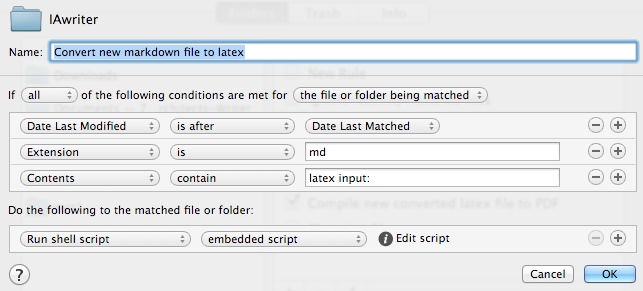 IAwriter
Name: Convert new markdown file to latex
If all of the following conditions are met for the file or folder being matched
Date Last Modified is after Date Last Matched
Extension is md
Contents contain latex input:
Do the following to the matched file or folder:
Run shell script embedded script Edit script
? Cancel OK